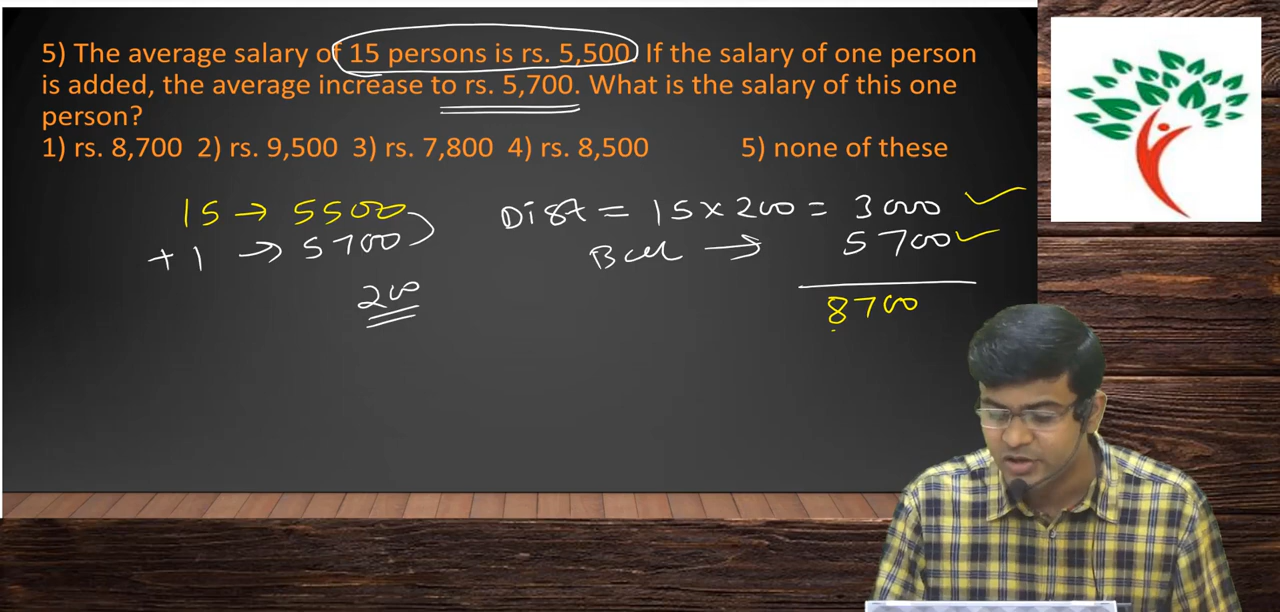 5) The average salary of 15 persons is rs. 5,500. If the salary of one person
is added, the average increase to rs. 5,700. What is the salary of this one
person?
1) rs. 8,700 2) rs. 9,500 3) rs. 7,800 4) rs. 8,500 5) none of these
15 → 5500 Dist = 15 x 200 = 3000
+ 1 → 5700 → 5700
200 8700